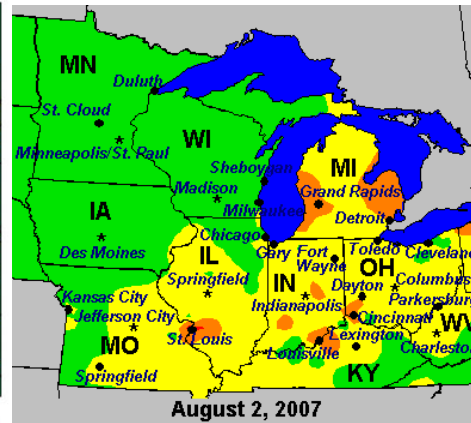 MN
Duluth
St. Cloud
WI
Minneapolis/St. Paul
MI
Sheboygan
Madison
Grand Rapids
IA
Milwaukee
Detroit
Chicago
Des Moines
IL
Gary
Fort
Wayne
Toledo
Cleveland
OH
Springfield
IN
Columbus
Kansas City
Indianapolis
Dayton
Parkersburg
Jefferson City
Cincinnati
WV
MO
St. Louis
Lexington
Charleston
Louisville
Springfield
KY
August 2, 2007